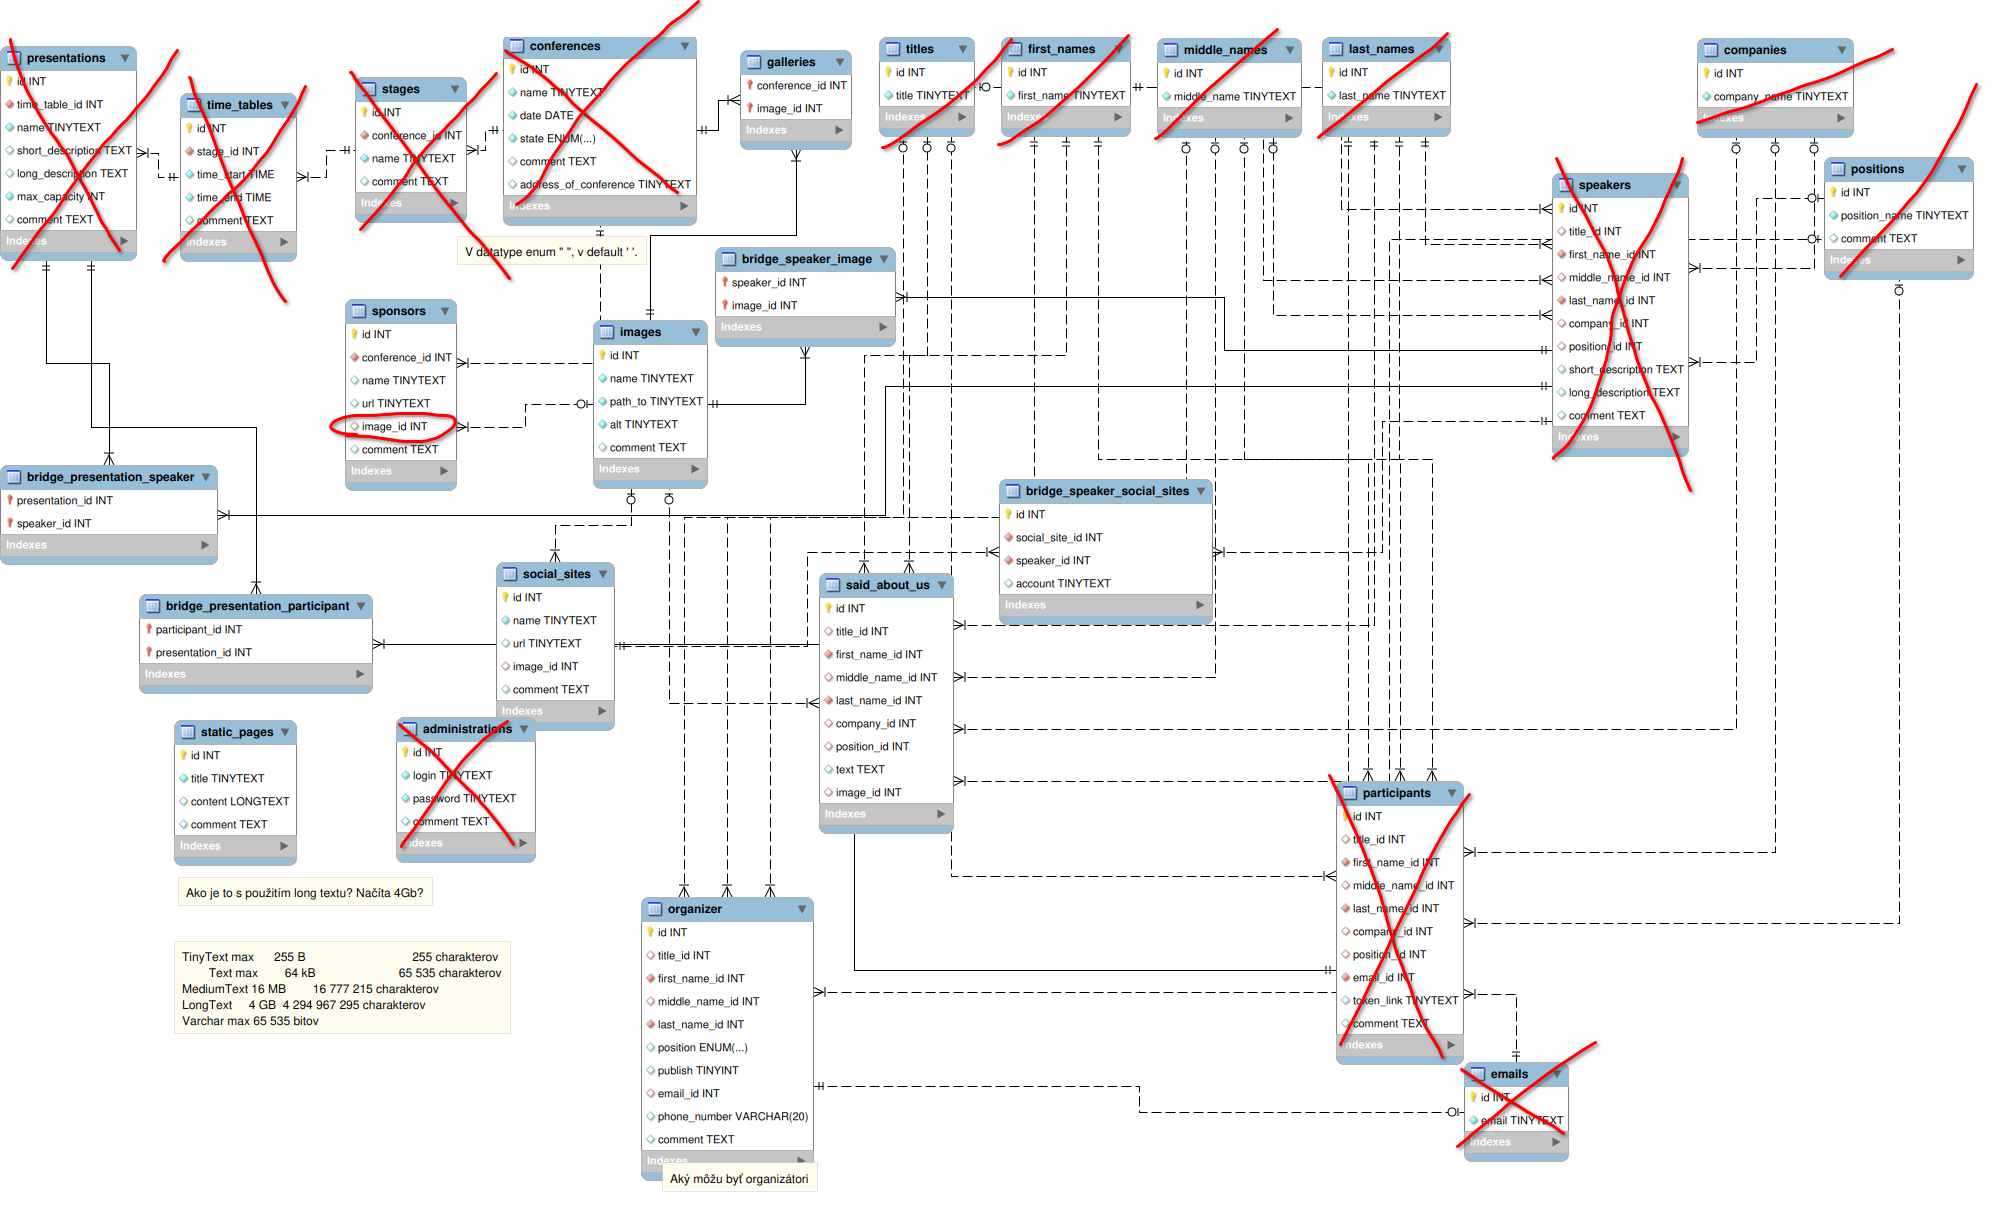 presentations
id INT
time_table_id INT
name TINYTEXT
short_description TEXT
long_description TEXT
max_capacity INT
comment TEXT
Indexes
time_tables
id INT
stage_id INT
time_start TIME
time_end TIME
comment TEXT
Indexes
stages
id INT
conference_id INT
name TINYTEXT
comment TEXT
Indexes
conferences
id INT
name TINYTEXT
date DATE
state ENUM(...)
comment TEXT
address_of_conference TINYTEXT
Indexes
V datatype enum " ", v default ' '.
galleries
conference_id INT
image_id INT
Indexes
titles
id INT
title TINYTEXT
Indexes
first_names
id INT
first_name TINYTEXT
Indexes
middle_names
id INT
middle_name TINYTEXT
Indexes
last_names
id INT
last_name TINYTEXT
Indexes
companies
id INT
company_name TINYTEXT
Indexes
positions
id INT
position_name TINYTEXT
comment TEXT
Indexes
speakers
id INT
title_id INT
first_name_id INT
middle_name_id INT
last_name_id INT
company_id INT
position_id INT
short_description TEXT
long_description TEXT
comment TEXT
Indexes
bridge_speaker_image
speaker_id INT
image_id INT
Indexes
sponsors
id INT
conference_id INT
name TINYTEXT
url TINYTEXT
image_id INT
comment TEXT
Indexes
images
id INT
name TINYTEXT
path_to TINYTEXT
alt TINYTEXT
comment TEXT
Indexes
bridge_presentation_speaker
presentation_id INT
speaker_id INT
Indexes
bridge_speaker_social_sites
id INT
social_site_id INT
speaker_id INT
account TINYTEXT
Indexes
social_sites
id INT
name TINYTEXT
url TINYTEXT
image_id INT
comment TEXT
Indexes
said_about_us
id INT
title_id INT
first_name_id INT
middle_name_id INT
last_name_id INT
company_id INT
position_id INT
text TEXT
image_id INT
Indexes
bridge_presentation_participant
participant_id INT
presentation_id INT
Indexes
static_pages
id INT
title TINYTEXT
content LONGTEXT
comment TEXT
Indexes
administrations
id INT
login TINYTEXT
password TINYTEXT
comment TEXT
Indexes
Ako je to s použitím long textu? Načíta 4Gb?
TinyText max 255 B 255 charakterov
Text max 64 kB 65 535 charakterov
MediumText 16 MB 16 777 215 charakterov
LongText 4 GB 4 294 967 295 charakterov
Varchar max 65 535 bitov
organizer
id INT
title_id INT
first_name_id INT
middle_name_id INT
last_name_id INT
position ENUM(...)
publish TINYINT
email_id INT
phone_number VARCHAR(20)
comment TEXT
Indexes
Aký môžu byť organizátori
participants
id INT
title_id INT
first_name_id INT
middle_name_id INT
last_name_id INT
company_id INT
position_id INT
email_id INT
token_link TINYTEXT
comment TEXT
Indexes
emails
id INT
email TINYTEXT
Indexes